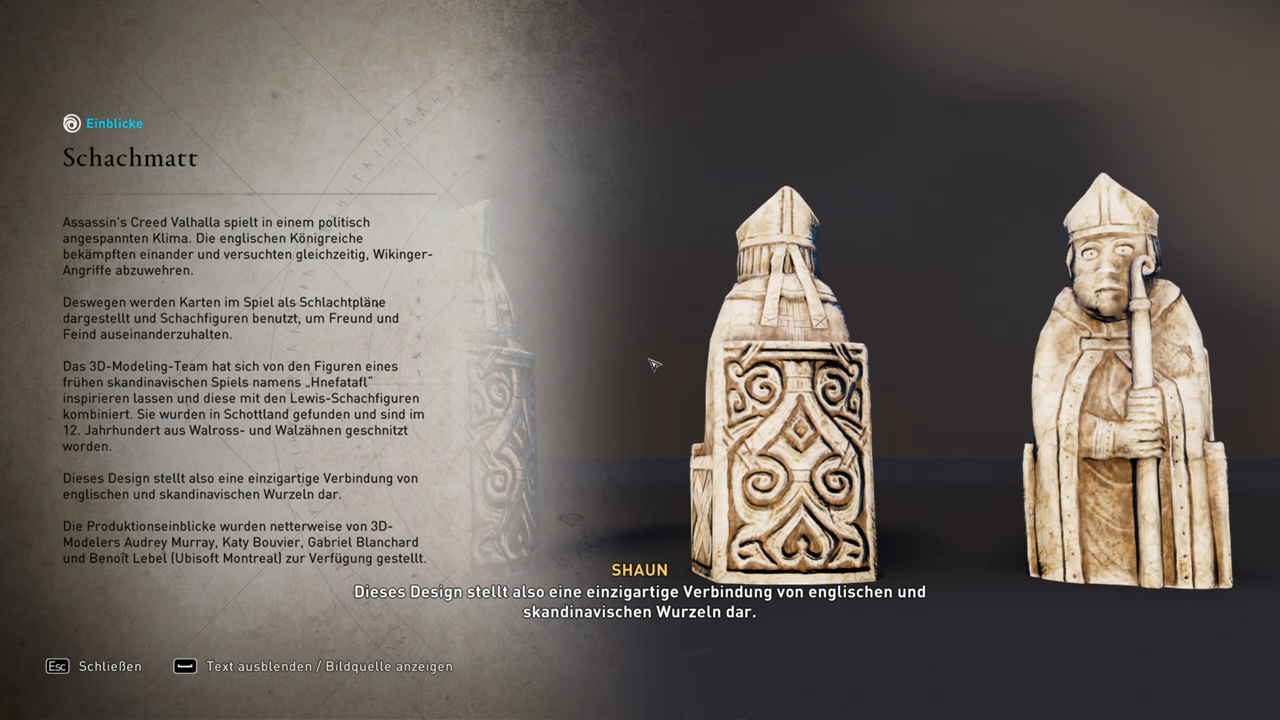 Einblicke
Schachmatt
Assassin's Creed Valhalla spielt in einem politisch
angespannten Klima. Die englischen Königreiche
bekämpften einander und versuchten gleichzeitig, Wikinger-
Angriffe abzuwehren.
Deswegen werden Karten im Spiel als Schlachtpläne
dargestellt und Schachfiguren benutzt, um Freund und
Feind auseinanderzuhalten.
Das 3D-Modeling-Team hat sich von den Figuren eines
frühen skandinavischen Spiels namens „Hnefatafl“
inspirieren lassen und diese mit den Lewis-Schachfiguren
kombiniert. Sie wurden in Schottland gefunden und sind im
12. Jahrhundert aus Walross- und Walzähnen geschnitzt
worden.
Dieses Design stellt also eine einzigartige Verbindung von
englischen und skandinavischen Wurzeln dar.
Die Produktionseinblicke wurden netterweise von 3D-
Modelers Audrey Murray, Katy Bouvier, Gabriel Blanchard
und Benoît Lebel (Ubisoft Montreal) zur Verfügung gestellt.
SHAUN
Dieses Design stellt also eine einzigartige Verbindung von englischen und
skandinavischen Wurzeln dar.
Esc Schließen Text ausblenden / Bildquelle anzeigen